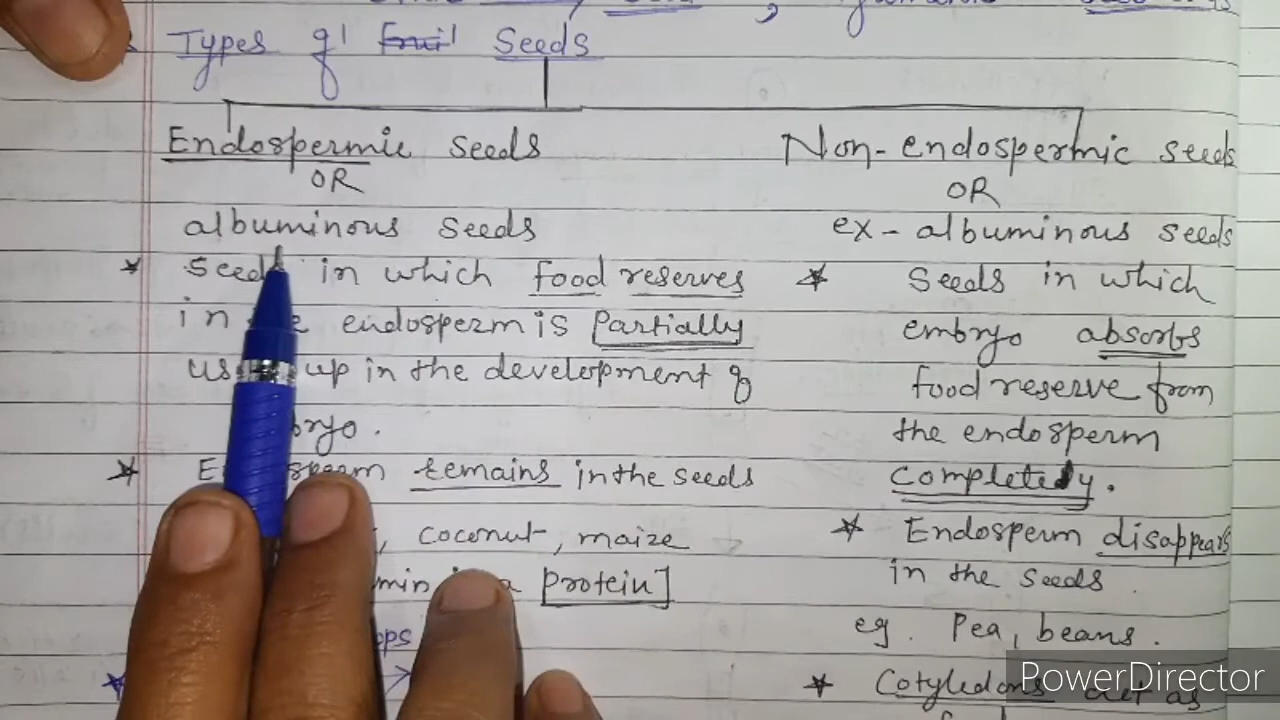 Types of Seeds
Endospermic seeds
OR
albuminous seeds
seeds in which food reserves
in endosperm is Partially
up in the development of
Endosperm remains in the seeds
, coconut, maize
a [Protein]
Non-endospermic seeds
OR
ex-albuminous seeds
Seeds in which
embryo absorbs
food reserve from
the endosperm
completely.
Endosperm disappears
in the seeds.
eg. Pea, beans.
Cotyledons act as
PowerDirector